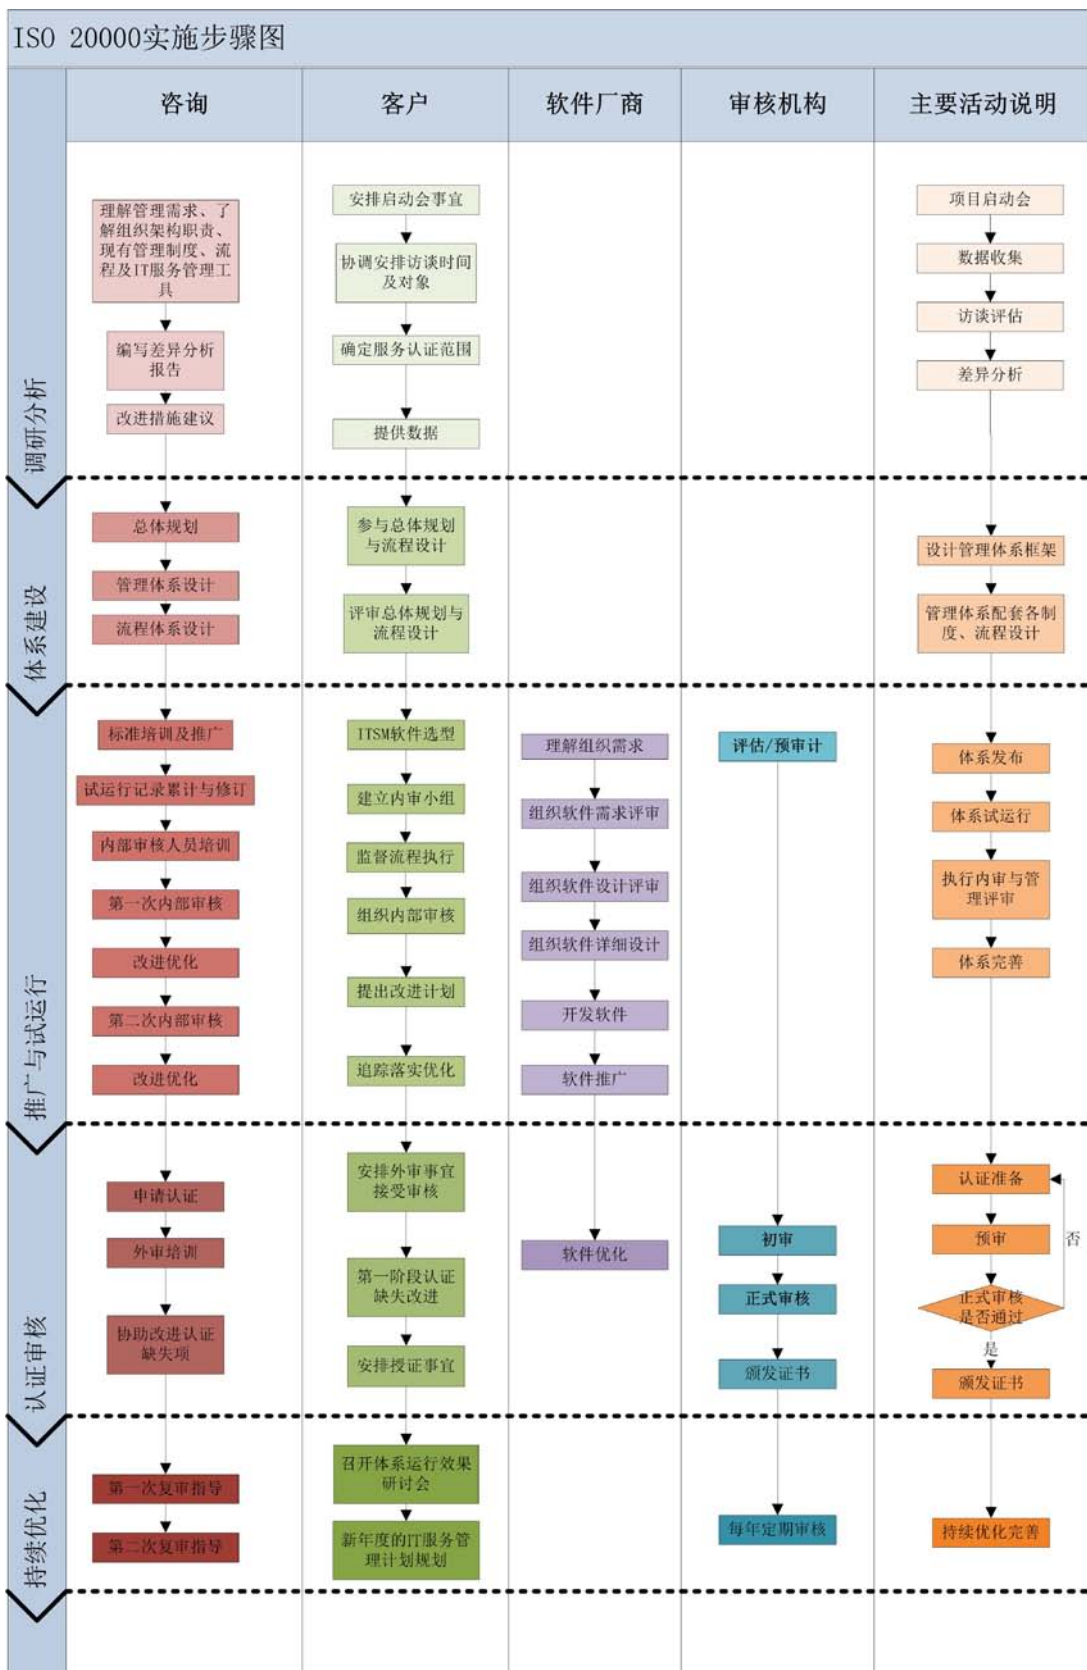 ISO 20000实施步骤图
咨询
客户
软件厂商
审核机构
主要活动说明
调研分析
理解管理需求、了
解组织架构职责、
现有管理制度、流
程及IT服务管理工
具
编写差异分析
报告
改进措施建议
安排启动会事宜
协调安排访谈时间
及对象
确定服务认证范围
提供数据
项目启动会
数据收集
访谈评估
差异分析
体系建设
总体规划
管理体系设计
流程体系设计
参与总体规划
与流程设计
评审总体规划与
流程设计
设计管理体系框架
管理体系配套各制
度、流程设计
推广与试运行
标准培训及推广
试运行记录累计与修订
内部审核人员培训
第一次内部审核
改进优化
第二次内部审核
改进优化
ITSM软件选型
建立内审小组
监督流程执行
组织内部审核
提出改进计划
追踪落实优化
理解组织需求
组织软件需求评审
组织软件设计评审
组织软件详细设计
开发软件
软件推广
评估/预审计
体系发布
体系试运行
执行内审与管
理评审
体系完善
认证审核
申请认证
外审培训
协助改进认证
缺失项
安排外审事宜
接受审核
第一阶段认证
缺失改进
安排授证事宜
软件优化
初审
正式审核
颁发证书
认证准备
预审
否
正式审核
是否通过
是
颁发证书
持续优化
第一次复审指导
第二次复审指导
召开体系运行效果
研讨会
新年度的IT服务管
理计划规划
每年定期审核
持续优化完善